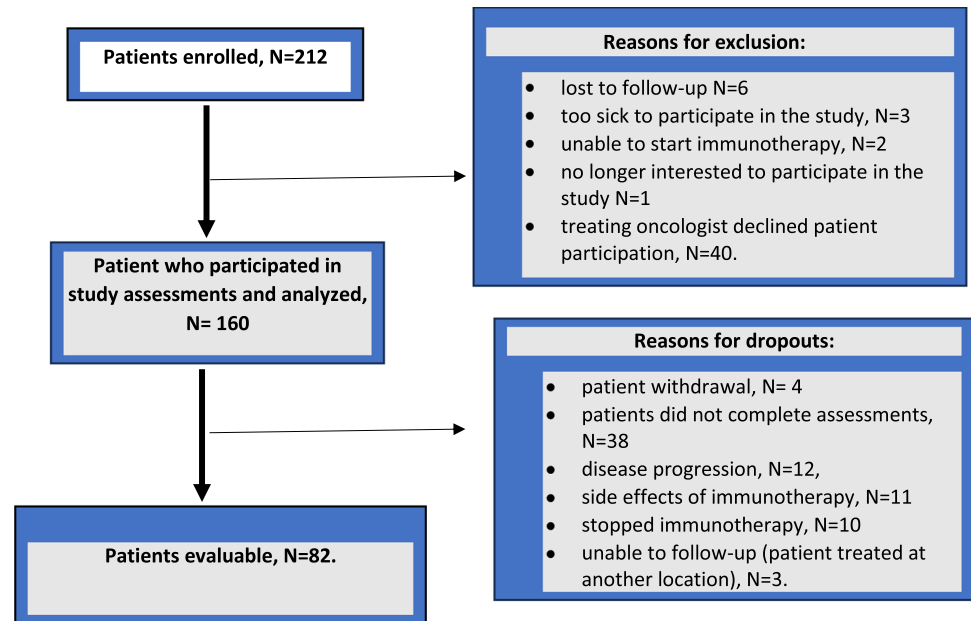 Patients enrolled, N=212
Reasons for exclusion:
• lost to follow-up N=6
• too sick to participate in the study, N=3
• unable to start immunotherapy, N=2
• no longer interested to participate in the
study N=1
• treating oncologist declined patient
participation, N=40.
Patient who participated in
study assessments and analyzed,
N= 160
Reasons for dropouts:
• patient withdrawal, N= 4
• patients did not complete assessments,
N=38
• disease progression, N=12,
• side effects of immunotherapy, N=11
• stopped immunotherapy, N=10
• unable to follow-up (patient treated at
another location), N=3.
Patients evaluable, N=82.